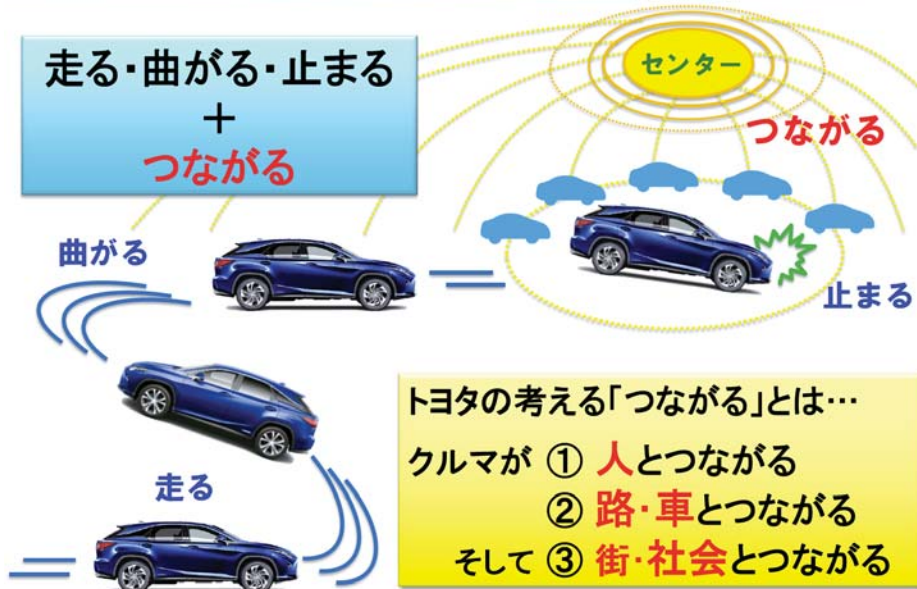 走る・曲がる・止まる
+
つながる
センター
つながる
曲がる
止まる
走る
トヨタの考える「つながる」とは…
クルマが ① 人とつながる
② 路・車とつながる
そして ③ 街・社会とつながる